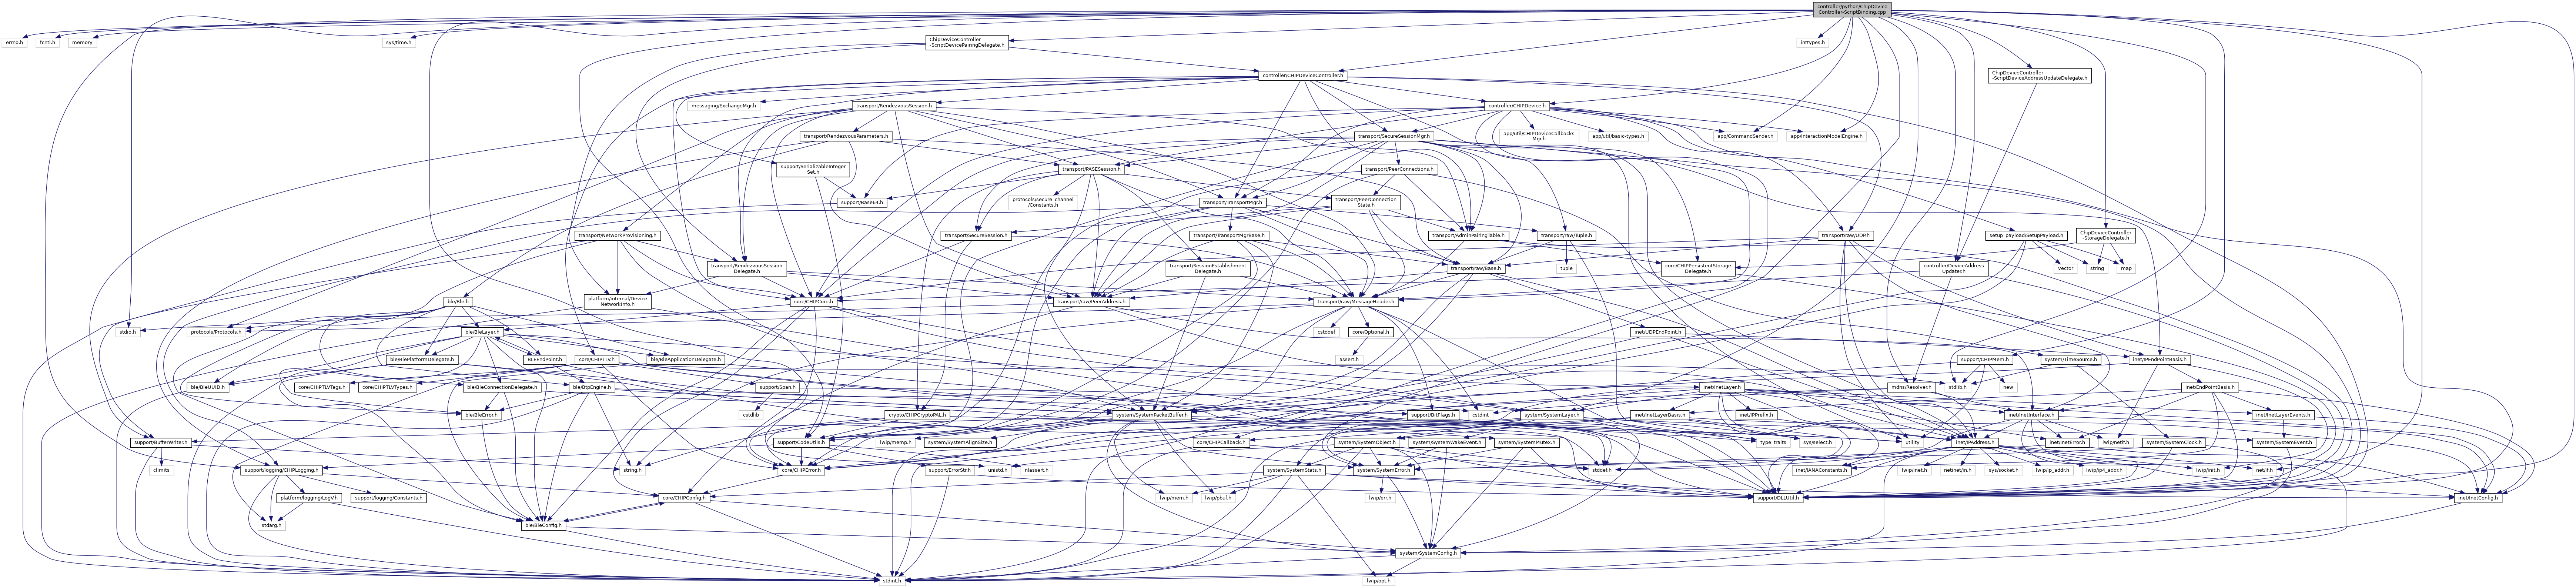 controller/python/ChipDevice
Controller-ScriptBinding.cpp
errno.h
fcntl.h
memory
sys/time.h
ChipDeviceController
-ScriptDevicePairingDelegate.h
inttypes.h
controller/CHIPDeviceController.h
ChipDeviceController
-ScriptDeviceAddressUpdateDelegate.h
messaging/ExchangeMgr.h
transport/RendezvousSession.h
controller/CHIPDevice.h
transport/RendezvousParameters.h
transport/SecureSessionMgr.h
app/util/CHIPDeviceCallbacks
Mgr.h
app/util/basic-types.h
app/CommandSender.h
app/InteractionModelEngine.h
support/SerializableInteger
Set.h
transport/PASESession.h
transport/PeerConnections.h
support/Base64.h
protocols/secure_channel
/Constants.h
transport/TransportMgr.h
transport/PeerConnection
State.h
transport/NetworkProvisioning.h
transport/SecureSession.h
transport/TransportMgrBase.h
transport/AdminPairingTable.h
transport/raw/Tuple.h
transport/raw/UDP.h
setup_payload/SetupPayload.h
ChipDeviceController
-StorageDelegate.h
transport/RendezvousSession
Delegate.h
transport/SessionEstablishment
Delegate.h
transport/raw/Base.h
tuple
core/CHIPPersistentStorage
Delegate.h
controller/DeviceAddress
Updater.h
vector
string
map
ble/Ble.h
platform/internal/Device
NetworkInfo.h
core/CHIPCore.h
transport/raw/PeerAddress.h
transport/raw/MessageHeader.h
stdio.h
protocols/Protocols.h
ble/BleLayer.h
cstddef
core/Optional.h
inet/UDPEndPoint.h
ble/BlePlatformDelegate.h
BLEEndPoint.h
core/CHIPTLV.h
ble/BleApplicationDelegate.h
assert.h
support/CHIPMem.h
system/TimeSource.h
inet/IPEndPointBasis.h
ble/BleUUID.h
core/CHIPTLVTags.h
core/CHIPTLVTypes.h
ble/BleConnectionDelegate.h
ble/BtpEngine.h
support/Span.h
inet/InetLayer.h
stdlib.h
new
mdns/Resolver.h
inet/EndPointBasis.h
ble/BleError.h
cstdlib
crypto/CHIPCryptoPAL.h
system/SystemPacketBuffer.h
support/BitFlags.h
cstdint
system/SystemLayer.h
inet/InetLayerBasis.h
inet/IPPrefix.h
inet/InetInterface.h
inet/InetLayerEvents.h
support/BufferWriter.h
support/CodeUtils.h
lwip/memp.h
system/SystemAlignSize.h
core/CHIPCallback.h
system/SystemObject.h
system/SystemWakeEvent.h
system/SystemMutex.h
type_traits
sys/select.h
utility
inet/IPAddress.h
inet/InetError.h
lwip/netif.h
system/SystemClock.h
system/SystemEvent.h
climits
support/logging/CHIPLogging.h
string.h
core/CHIPError.h
support/ErrorStr.h
unistd.h
nlassert.h
system/SystemStats.h
system/SystemError.h
stddef.h
inet/IANAConstants.h
lwip/inet.h
netinet/in.h
sys/socket.h
lwip/ip_addr.h
lwip/ip4_addr.h
lwip/init.h
net/if.h
platform/logging/LogV.h
support/logging/Constants.h
core/CHIPConfig.h
lwip/mem.h
lwip/pbuf.h
lwip/err.h
support/DLLUtil.h
inet/InetConfig.h
stdarg.h
ble/BleConfig.h
system/SystemConfig.h
stdint.h
lwip/opt.h